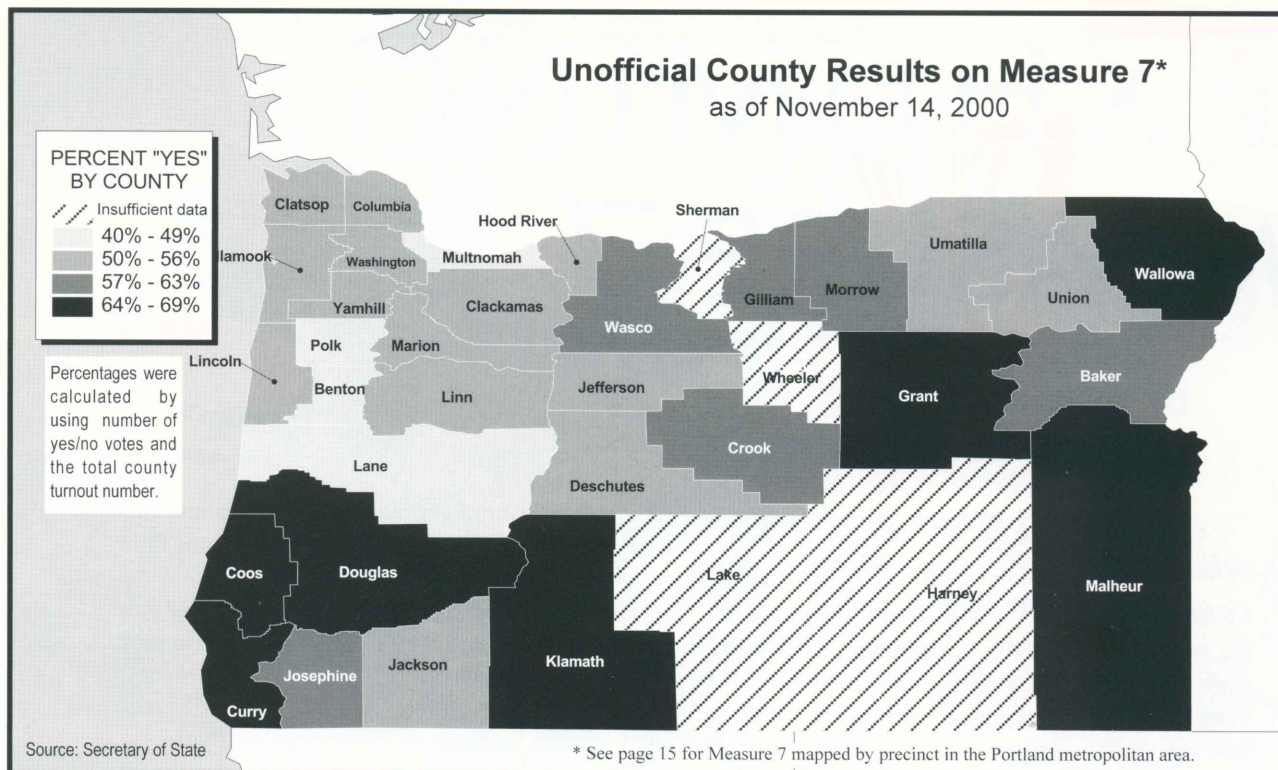 Unofficial County Results on Measure 7*
as of November 14, 2000
PERCENT "YES"
BY COUNTY
Insufficient data
40% - 49%
50% - 56%
57% - 63%
64% - 69%
Percentages were
calculated by
using number of
yes/no votes and
the total county
turnout number.
Clatsop
Columbia
Hood River
Sherman
lamook
Washington
Multnomah
Umatilla
Wallowa
Yamhill
Clackamas
Gilliam
Morrow
Union
Wasco
Polk
Marion
Lincoln
Benton
Linn
Jefferson
Wheeler
Grant
Baker
Crook
Lane
Deschutes
Coos
Douglas
Lake
Harney
Malheur
Josephine
Jackson
Klamath
Curry
Source: Secretary of State
* See page 15 for Measure 7 mapped by precinct in the Portland metropolitan area.